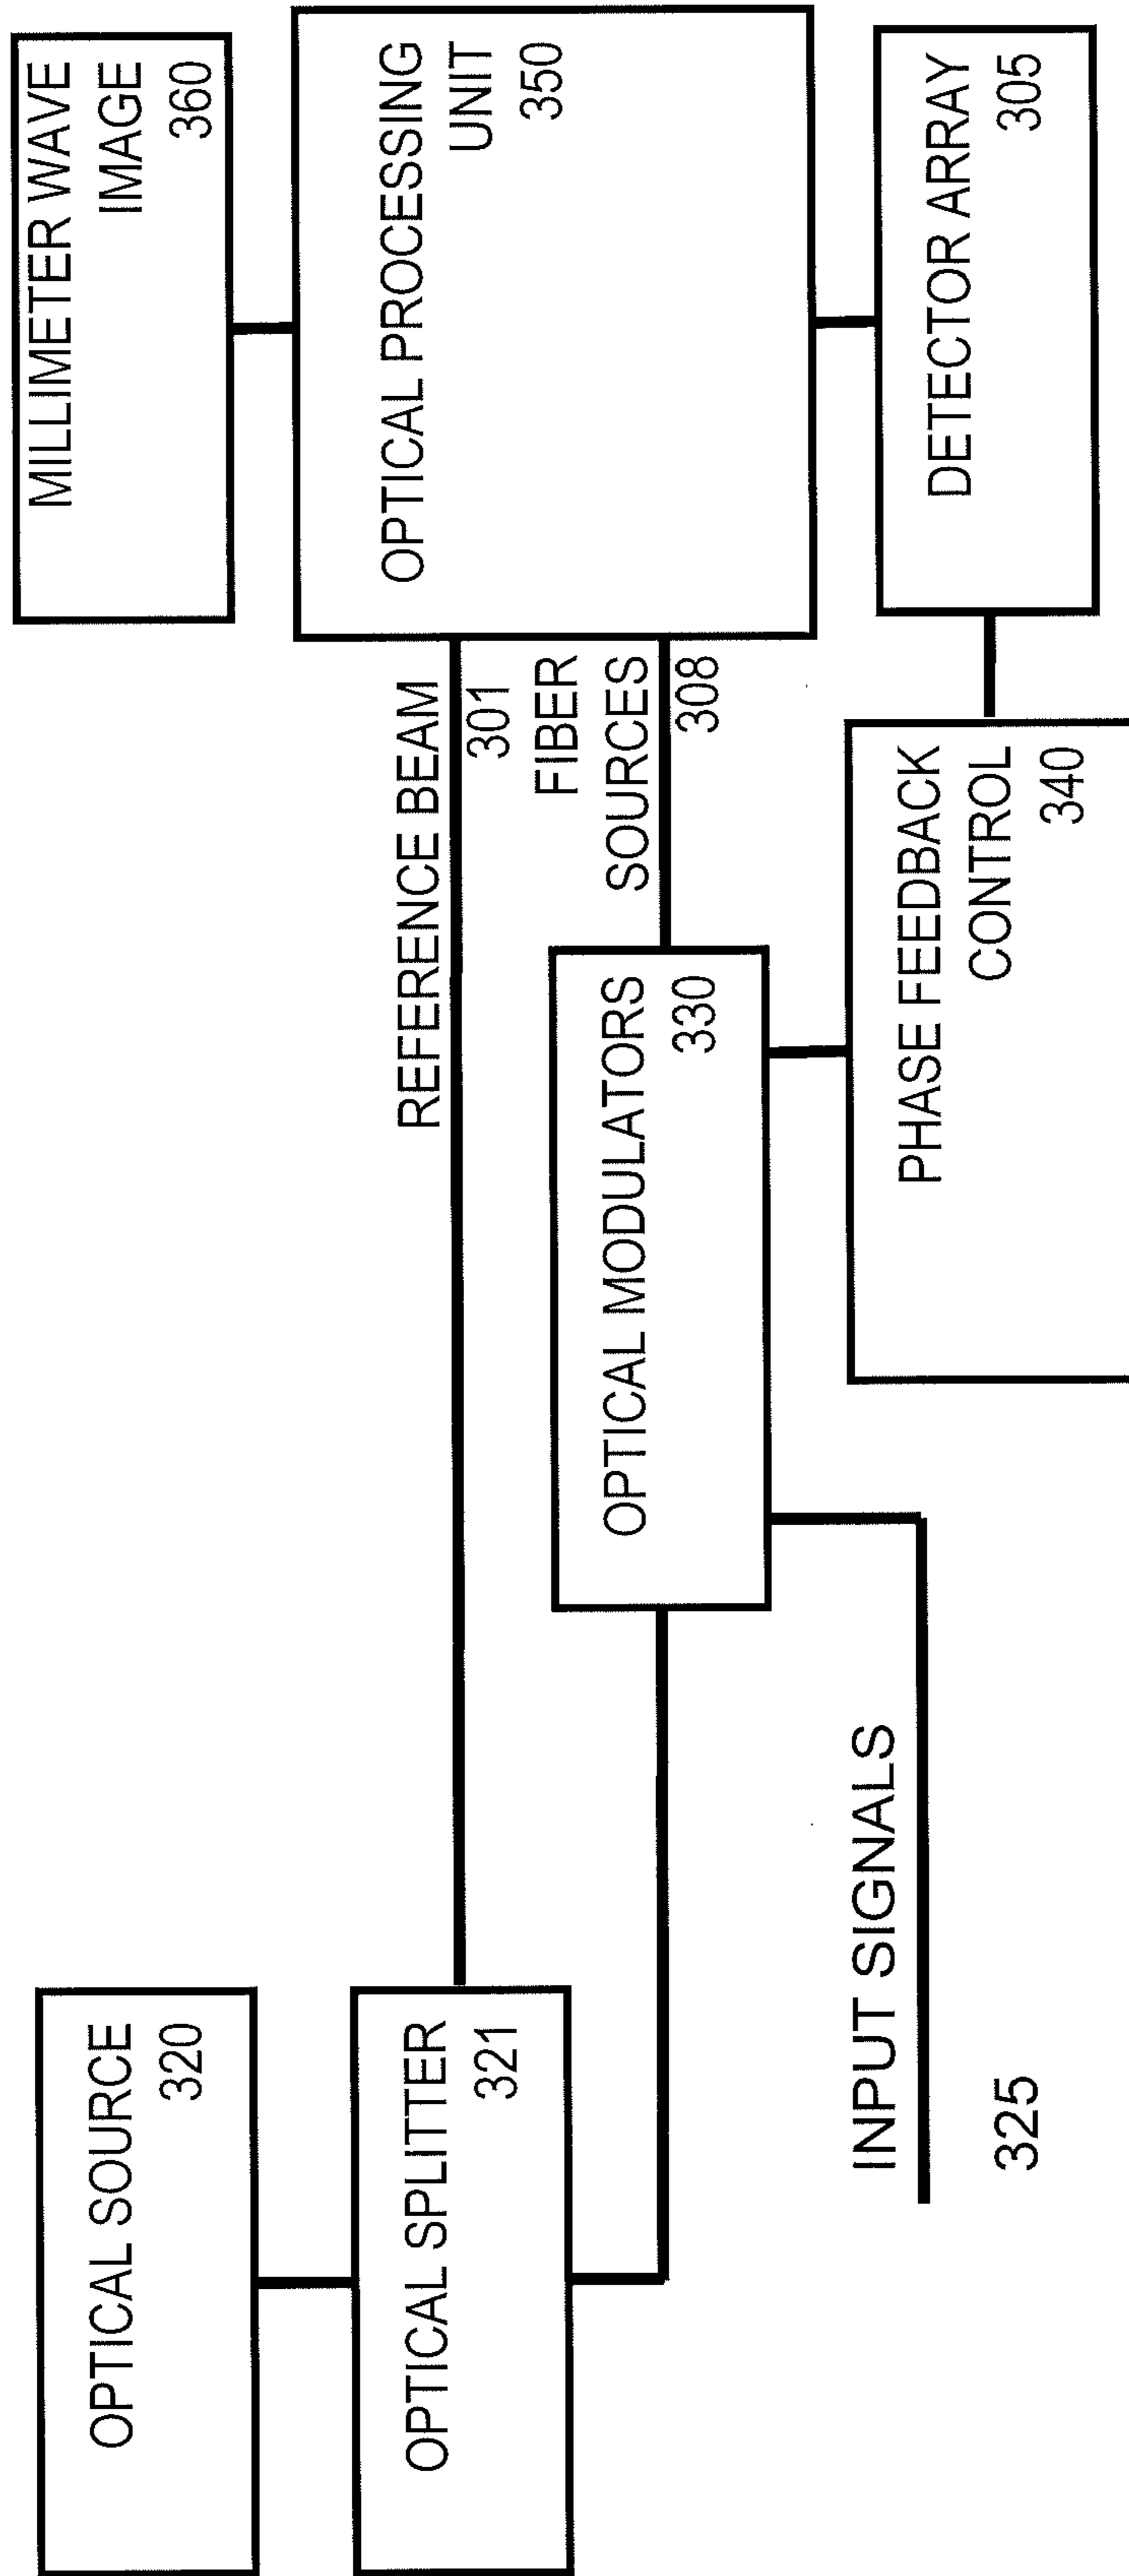 OPTICAL SOURCE
320
OPTICAL SPLITTER
321
INPUT SIGNALS
325
REFERENCE BEAM
301
OPTICAL MODULATORS
330
FIBER
SOURCES
308
PHASE FEEDBACK
CONTROL
340
MILLIMETER WAVE
IMAGE
360
OPTICAL PROCESSING
UNIT
350
DETECTOR ARRAY
305